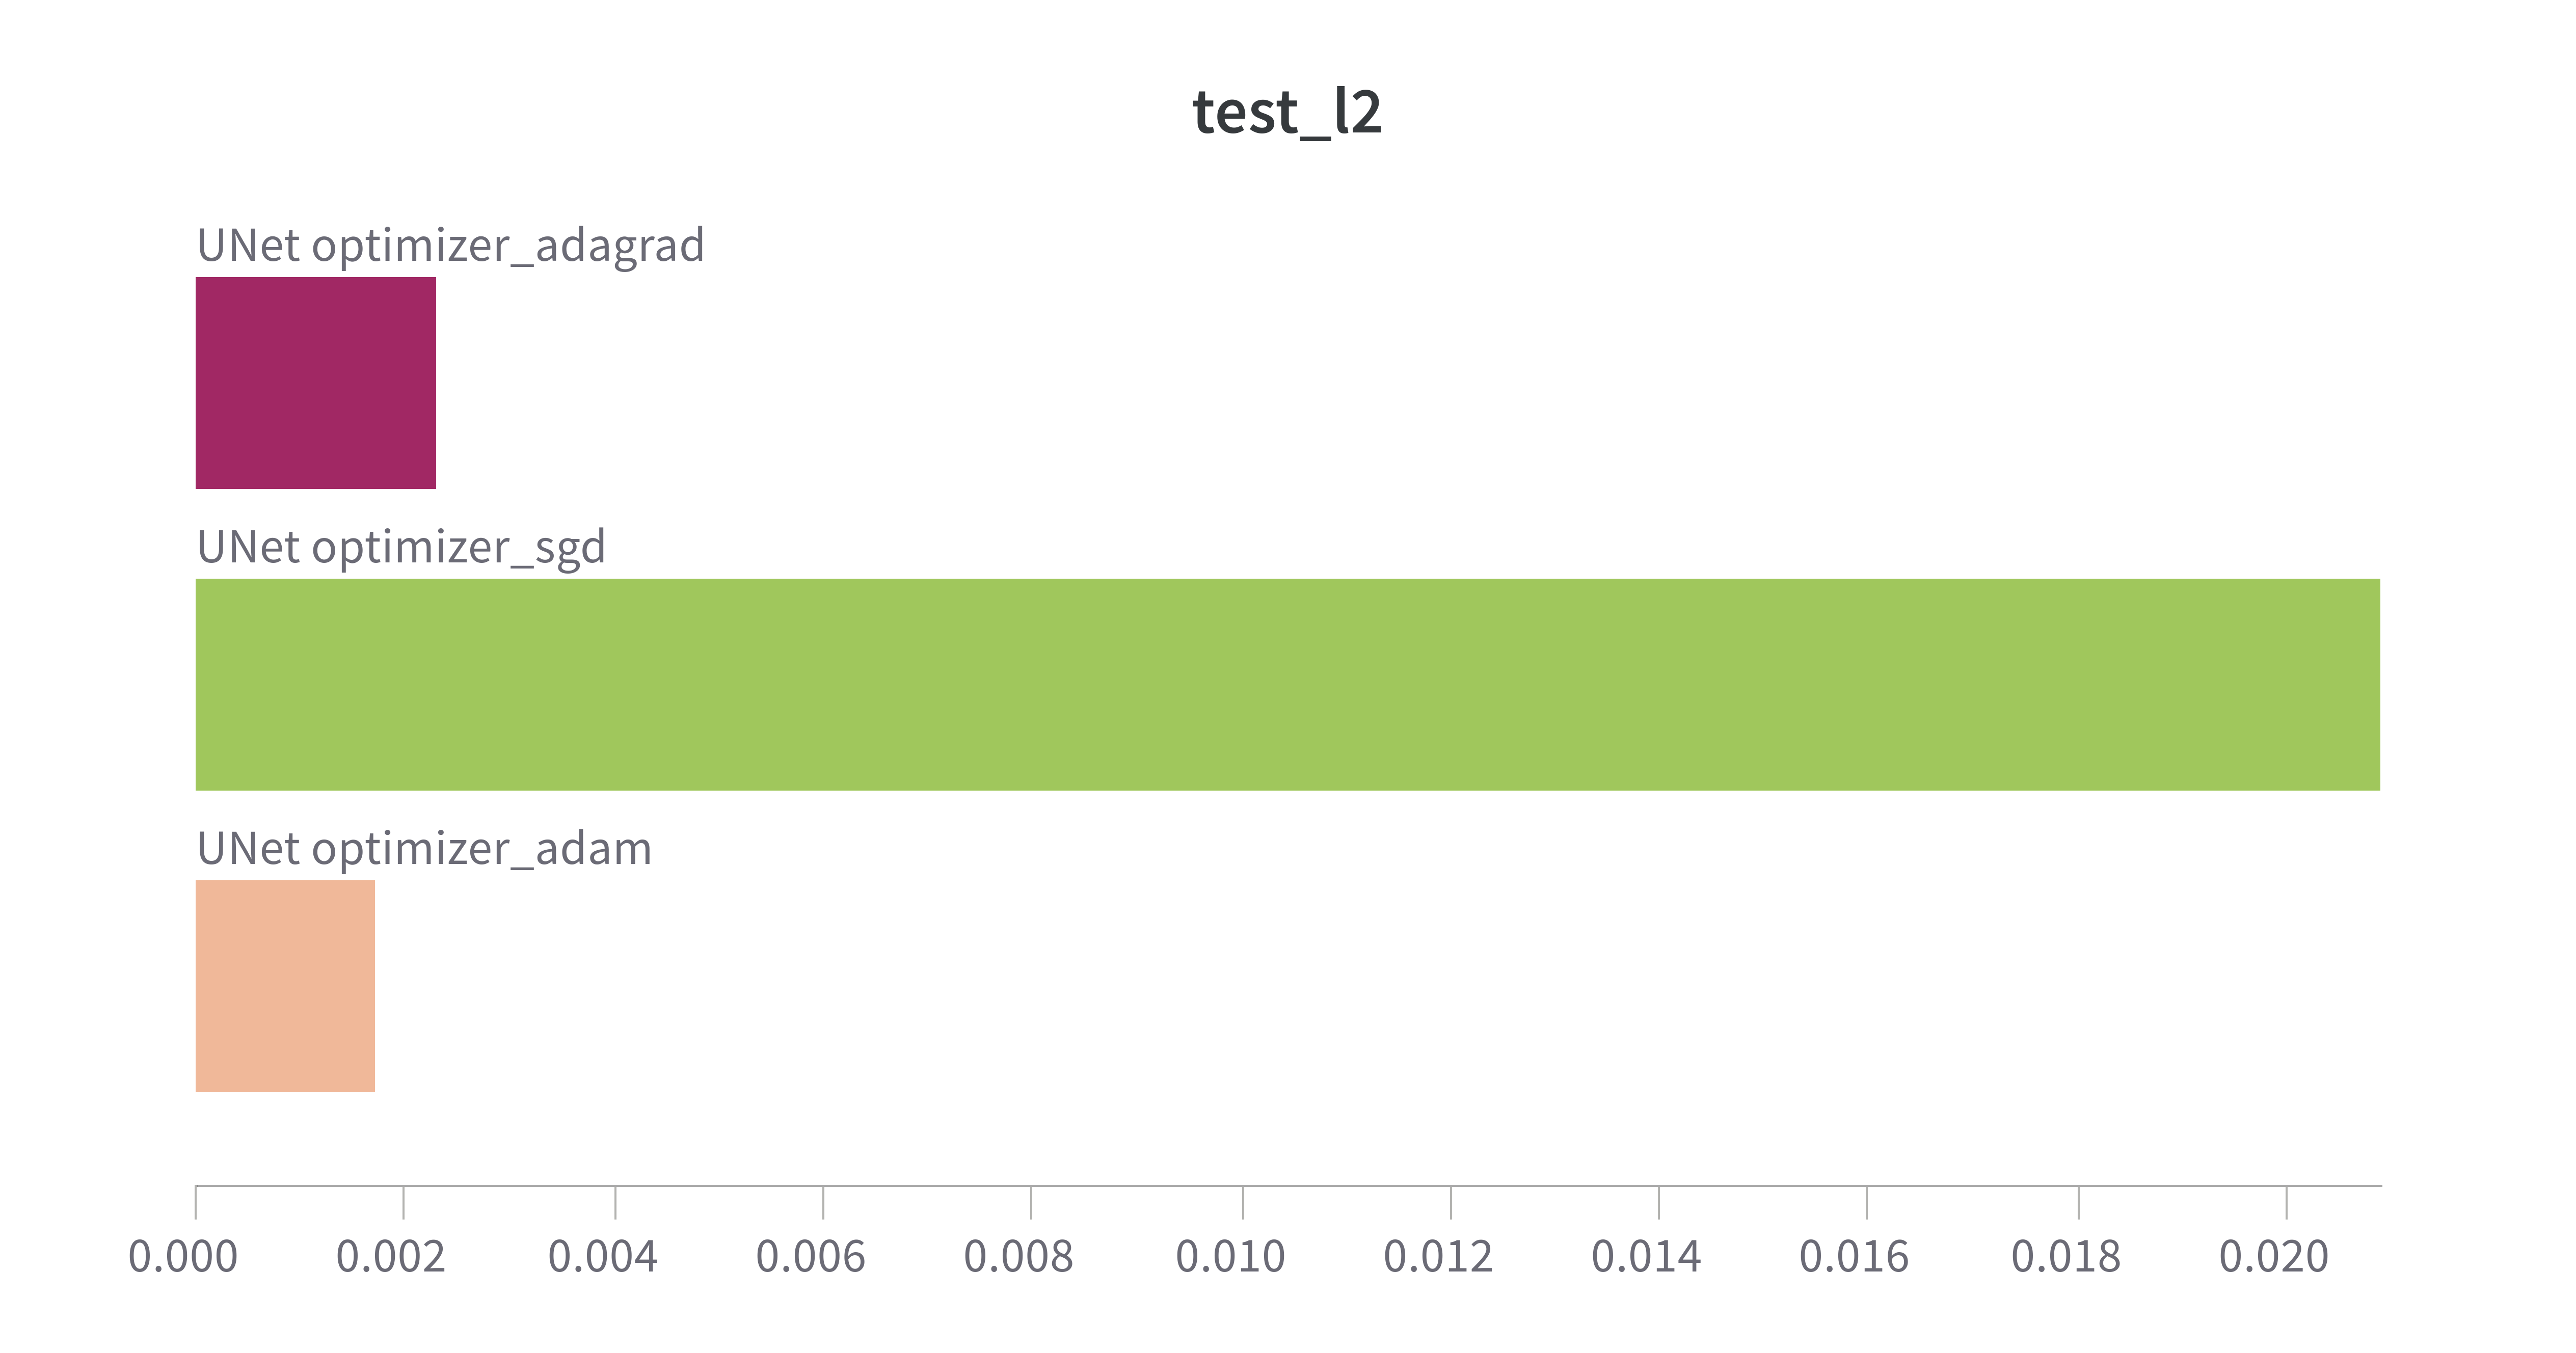 test_l2
UNet optimizer_adagrad
UNet optimizer_sgd
UNet optimizer_adam
0.000 0.002 0.004 0.006 0.008 0.010 0.012 0.014 0.016 0.018 0.020